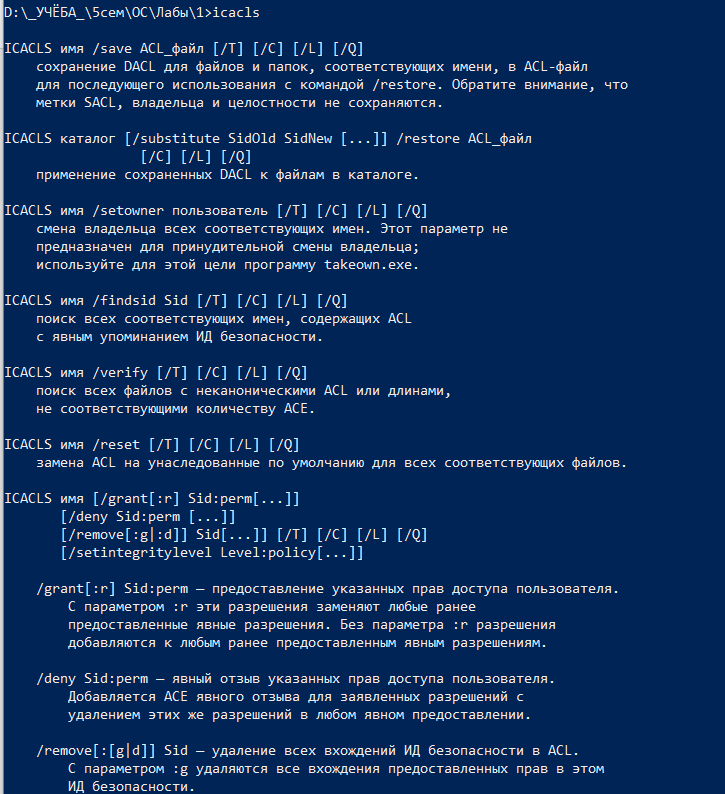 D:\_УЧЁБА_\5сем\ОС\Лабы\1>icacls
ICACLS имя /save ACL_файл [/T] [/C] [/L] [/Q]
сохранение DACL для файлов и папок, соответствующих имени, в ACL-файл
для последующего использования с командой /restore. Обратите внимание, что
метки SACL, владельца и целостности не сохраняются.
ICACLS каталог [/substitute SidOld SidNew [...]] /restore ACL_файл
[/C] [/L] [/Q]
применение сохраненных DACL к файлам в каталоге.
ICACLS имя /setowner пользователь [/T] [/C] [/L] [/Q]
смена владельца всех соответствующих имен. Этот параметр не
предназначен для принудительной смены владельца;
используйте для этой цели программу takeown.exe.
ICACLS имя /findsid Sid [/T] [/C] [/L] [/Q]
поиск всех соответствующих имен, содержащих ACL
с явным упоминанием ИД безопасности.
ICACLS имя /verify [/T] [/C] [/L] [/Q]
поиск всех файлов с неканоническими ACL или длинами,
не соответствующими количеству ACE.
ICACLS имя /reset [/T] [/C] [/L] [/Q]
замена ACL на унаследованные по умолчанию для всех соответствующих файлов.
ICACLS имя [/grant[:r] Sid:perm[...]]
[/deny Sid:perm [...]]
[/remove[:g|:d]] Sid[...]] [/T] [/C] [/L] [/Q]
[/setintegritylevel Level:policy[...]]
/grant[:r] Sid:perm — предоставление указанных прав доступа пользователя.
С параметром :r эти разрешения заменяют любые ранее
предоставленные явные разрешения. Без параметра :r разрешения
добавляются к любым ранее предоставленным явным разрешениям.
/deny Sid:perm — явный отзыв указанных прав доступа пользователя.
Добавляется ACE явного отзыва для заявленных разрешений с
удалением этих же разрешений в любом явном предоставлении.
/remove[:[g|d]] Sid — удаление всех вхождений ИД безопасности в ACL.
С параметром :g удаляются все вхождения предоставленных прав в этом
ИД безопасности.